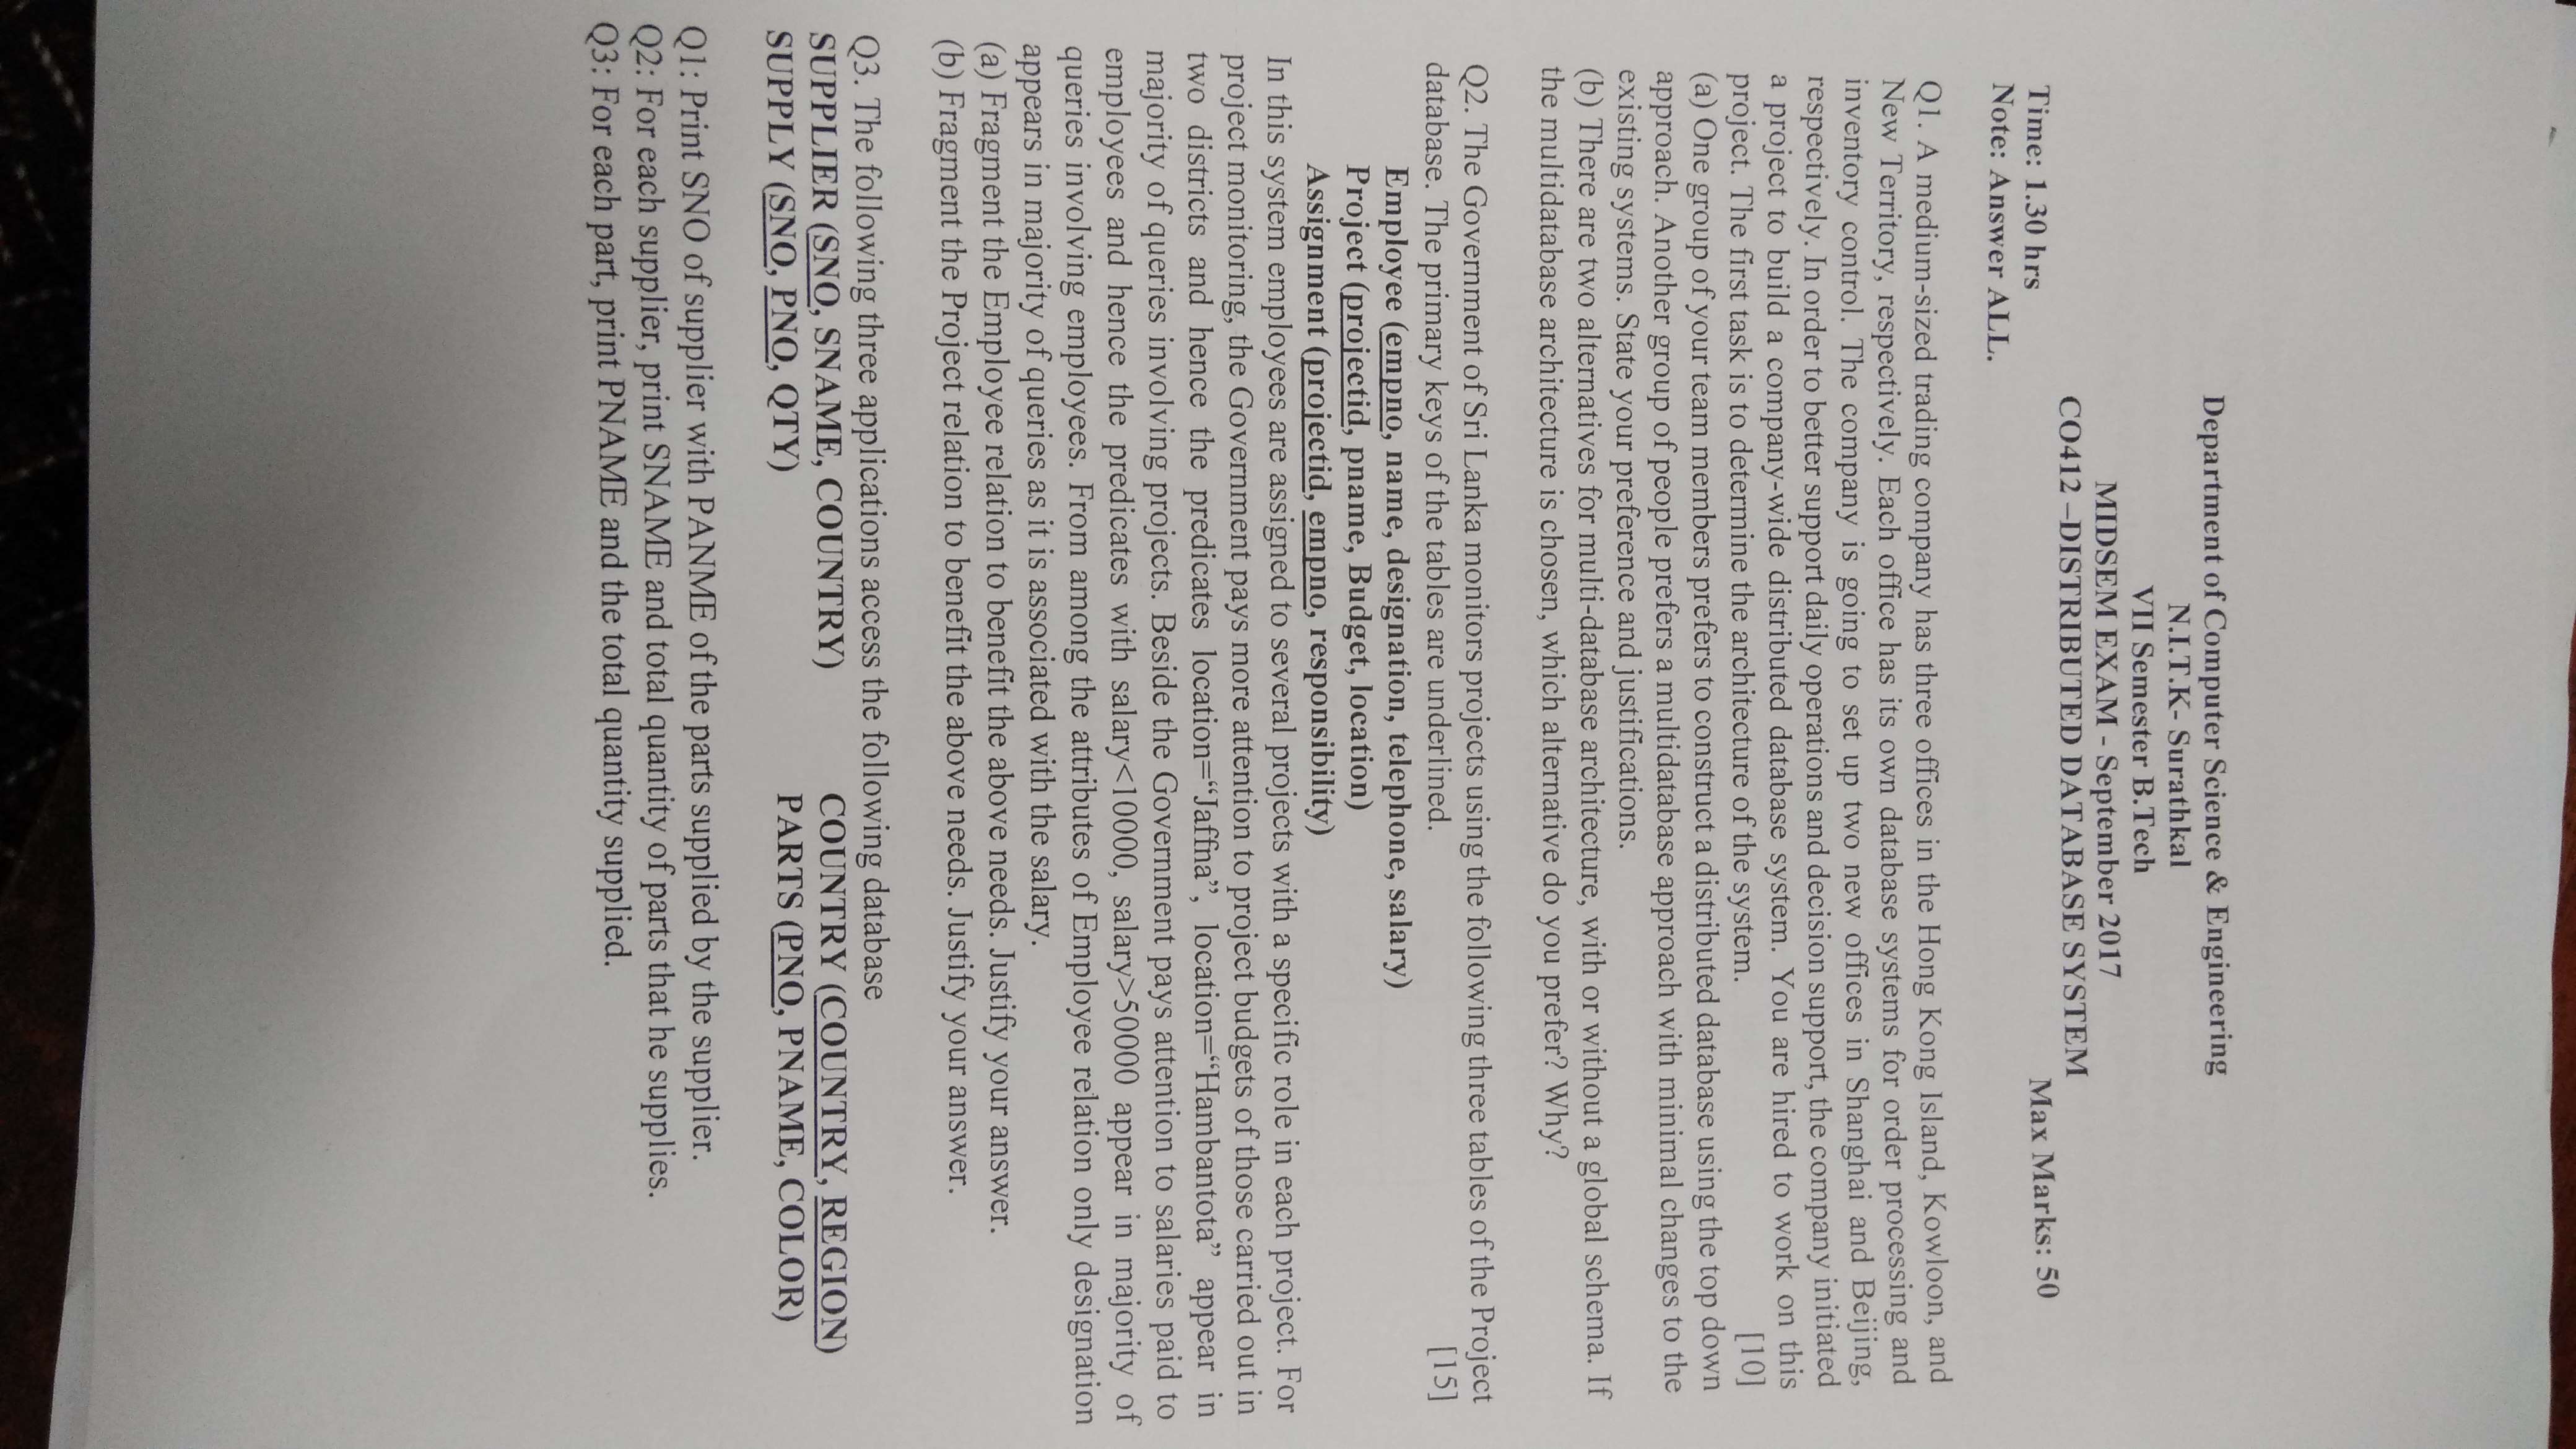 Department of Computer Science & Engineering
N.I.T.K- Surathkal
VII Semester B.Tech
MIDSEM EXAM - September 2017
CO412 –DISTRIBUTED DATABASE SYSTEM
Time: 1.30 hrs Max Marks: 50
Note: Answer ALL.
Q1. A medium-sized trading company has three offices in the Hong Kong Island, Kowloon, and
New Territory, respectively. Each office has its own database systems for order processing and
inventory control. The company is going to set up two new offices in Shanghai and Beijing,
respectively. In order to better support daily operations and decision support, the company initiated
a project to build a company-wide distributed database system. You are hired to work on this
project. The first task is to determine the architecture of the system. [10]
(a) One group of your team members prefers to construct a distributed database using the top down
approach. Another group of people prefers a multidatabase approach with minimal changes to the
existing systems. State your preference and justifications.
(b) There are two alternatives for multi-database architecture, with or without a global schema. If
the multidatabase architecture is chosen, which alternative do you prefer? Why?
Q2. The Government of Sri Lanka monitors projects using the following three tables of the Project
database. The primary keys of the tables are underlined. [15]
Employee (empno, name, designation, telephone, salary)
Project (projectid, pname, Budget, location)
Assignment (projectid, empno, responsibility)
In this system employees are assigned to several projects with a specific role in each project. For
project monitoring, the Government pays more attention to project budgets of those carried out in
two districts and hence the predicates location=“Jaffna”, location=“Hambantota” appear in
majority of queries involving projects. Beside the Government pays attention to salaries paid to
employees and hence the predicates with salary<10000, salary>50000 appear in majority of
queries involving employees. From among the attributes of Employee relation only designation
appears in majority of queries as it is associated with the salary.
(a) Fragment the Employee relation to benefit the above needs. Justify your answer.
(b) Fragment the Project relation to benefit the above needs. Justify your answer.
Q3. The following three applications access the following database
SUPPLIER (SNO, SNAME, COUNTRY) COUNTRY (COUNTRY, REGION)
SUPPLY (SNO, PNO, QTY) PARTS (PNO, PNAME, COLOR)
Q1: Print SNO of supplier with PANME of the parts supplied by the supplier.
Q2: For each supplier, print SNAME and total quantity of parts that he supplies.
Q3: For each part, print PNAME and the total quantity supplied.